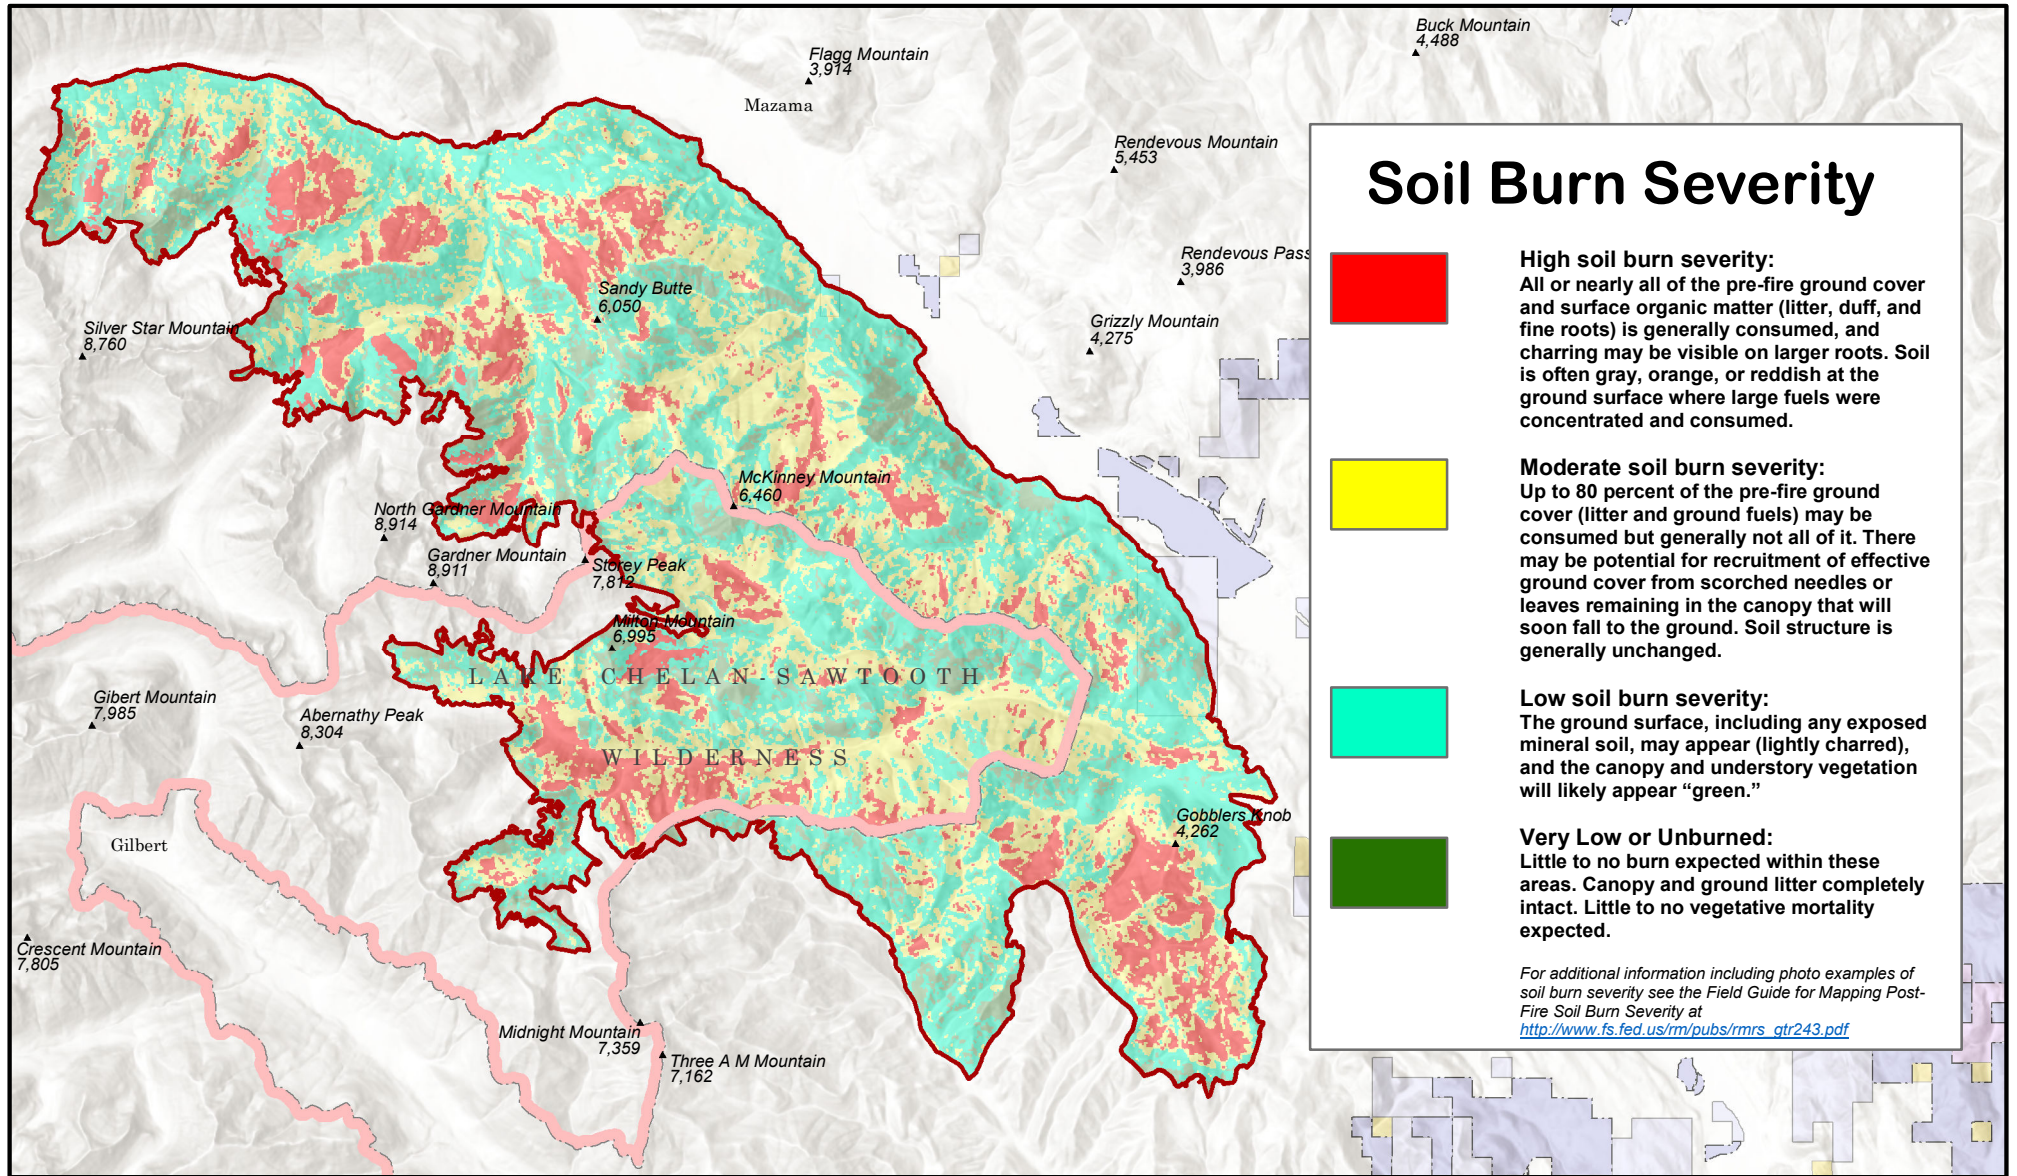 Buck Mountain
4,488
Flagg Mountain
3,914
Mazama
Rendevous Mountain
5,453
Rendevous Pass
3,986
Sandy Butte
6,050
Grizzly Mountain
4,275
Silver Star Mountain
8,760
McKinney Mountain
6,460
North Gardner Mountain
8,914
Gardner Mountain
8,911
Storey Peak
7,812
Milton Mountain
6,995
LAKE CHELAN-SAWTOOTH
WILDERNESS
Gibert Mountain
7,985
Abernathy Peak
8,304
Gobblers Knob
4,262
Gilbert
Crescent Mountain
7,805
Midnight Mountain
7,359
Three A M Mountain
7,162
Soil Burn Severity
High soil burn severity:
All or nearly all of the pre-fire ground cover
and surface organic matter (litter, duff, and
fine roots) is generally consumed, and
charring may be visible on larger roots. Soil
is often gray, orange, or reddish at the
ground surface where large fuels were
concentrated and consumed.
Moderate soil burn severity:
Up to 80 percent of the pre-fire ground
cover (litter and ground fuels) may be
consumed but generally not all of it. There
may be potential for recruitment of effective
ground cover from scorched needles or
leaves remaining in the canopy that will
soon fall to the ground. Soil structure is
generally unchanged.
Low soil burn severity:
The ground surface, including any exposed
mineral soil, may appear (lightly charred),
and the canopy and understory vegetation
will likely appear “green.”
Very Low or Unburned:
Little to no burn expected within these
areas. Canopy and ground litter completely
intact. Little to no vegetative mortality
expected.
For additional information including photo examples of
soil burn severity see the Field Guide for Mapping Post-
Fire Soil Burn Severity at
http://www.fs.fed.us/rm/pubs/rmrs_gtr243.pdf